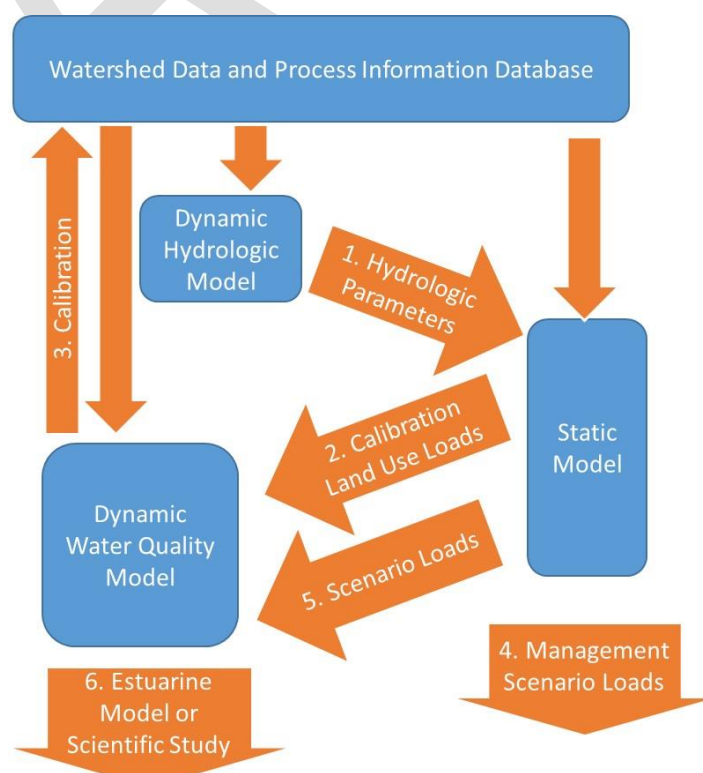 Watershed Data and Process Information Database
Dynamic
Hydrologic
Model
1. Hydrologic
Parameters
3. Calibration
2. Calibration
Land Use Loads
Static
Model
Dynamic
Water Quality
Model
5. Scenario Loads
4. Management
Scenario Loads
6. Estuarine
Model or
Scientific Study